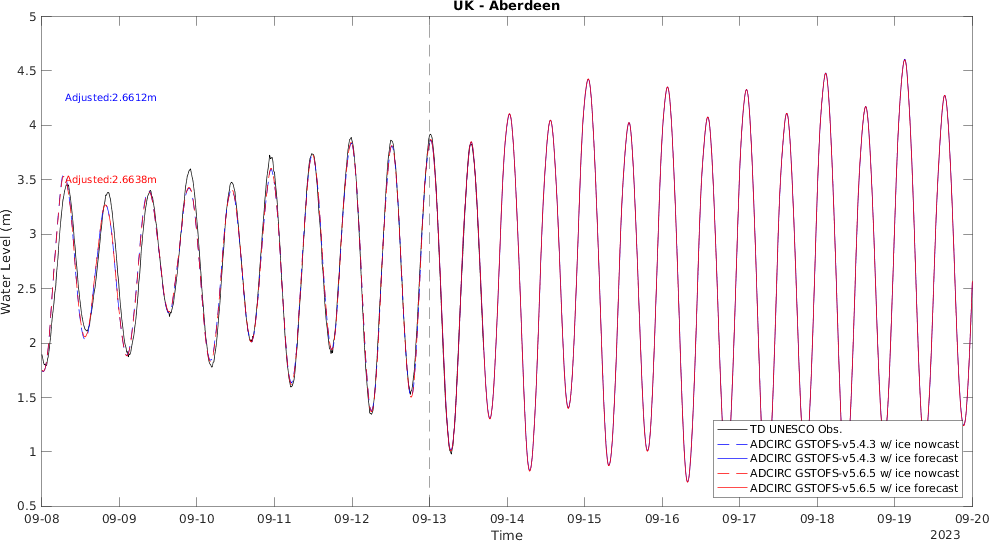 UK - Aberdeen
5
4.5
4
3.5
3
2.5
2
1.5
1
0.5
Water Level (m)
Adjusted:2.6612m
Adjusted:2.6638m
TD UNESCO Obs.
ADCIRC GSTOFS-v5.4.3 w/ ice nowcast
ADCIRC GSTOFS-v5.4.3 w/ ice forecast
ADCIRC GSTOFS-v5.6.5 w/ ice nowcast
ADCIRC GSTOFS-v5.6.5 w/ ice forecast
09-08 09-09 09-10 09-11 09-12 09-13 09-14 09-15 09-16 09-17 09-18 09-19 09-20
Time
2023